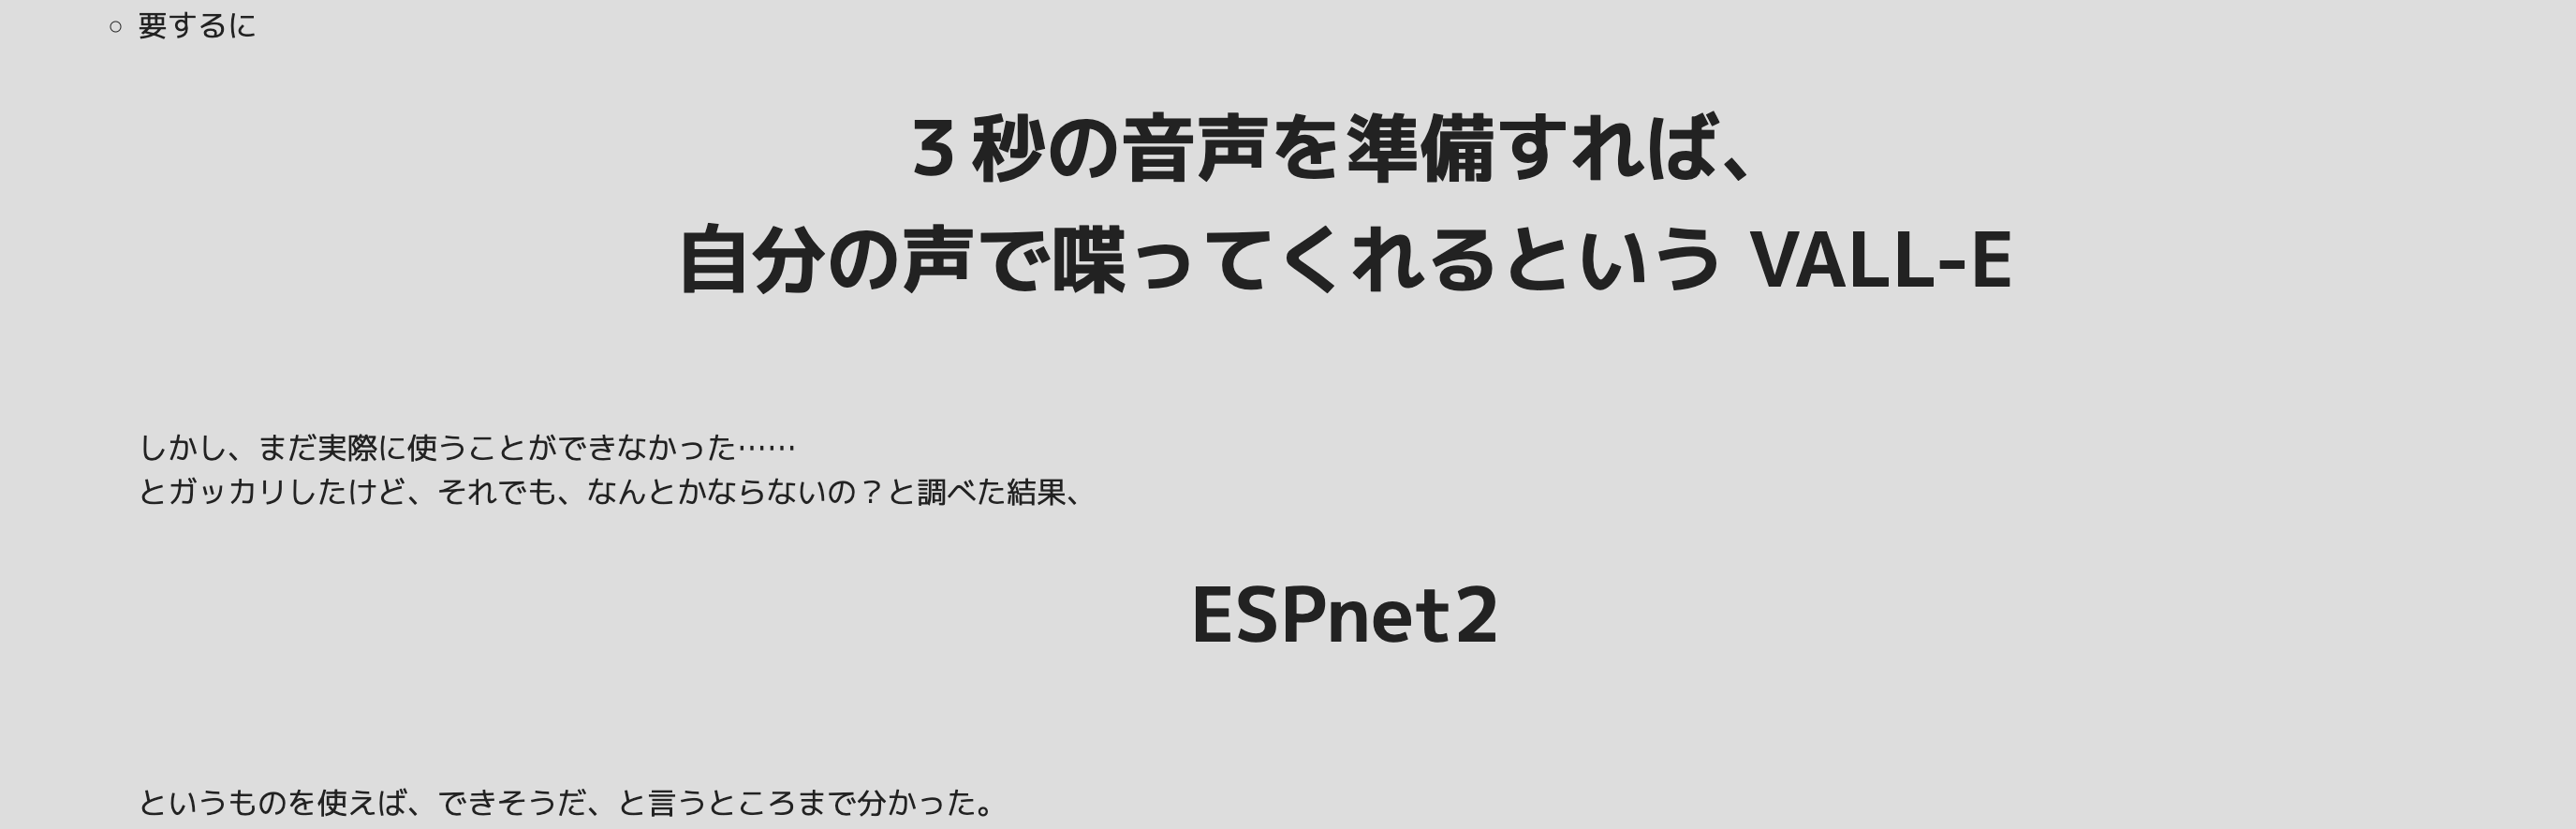 要するに
３秒の音声を準備すれば、
自分の声で喋ってくれるという VALL-E
しかし、まだ実際に使うことができなかった……
とガッカリしたけど、それでも、なんとかならないの？と調べた結果、
ESPnet2
というものを使えば、できそうだ、と言うところまで分かった。